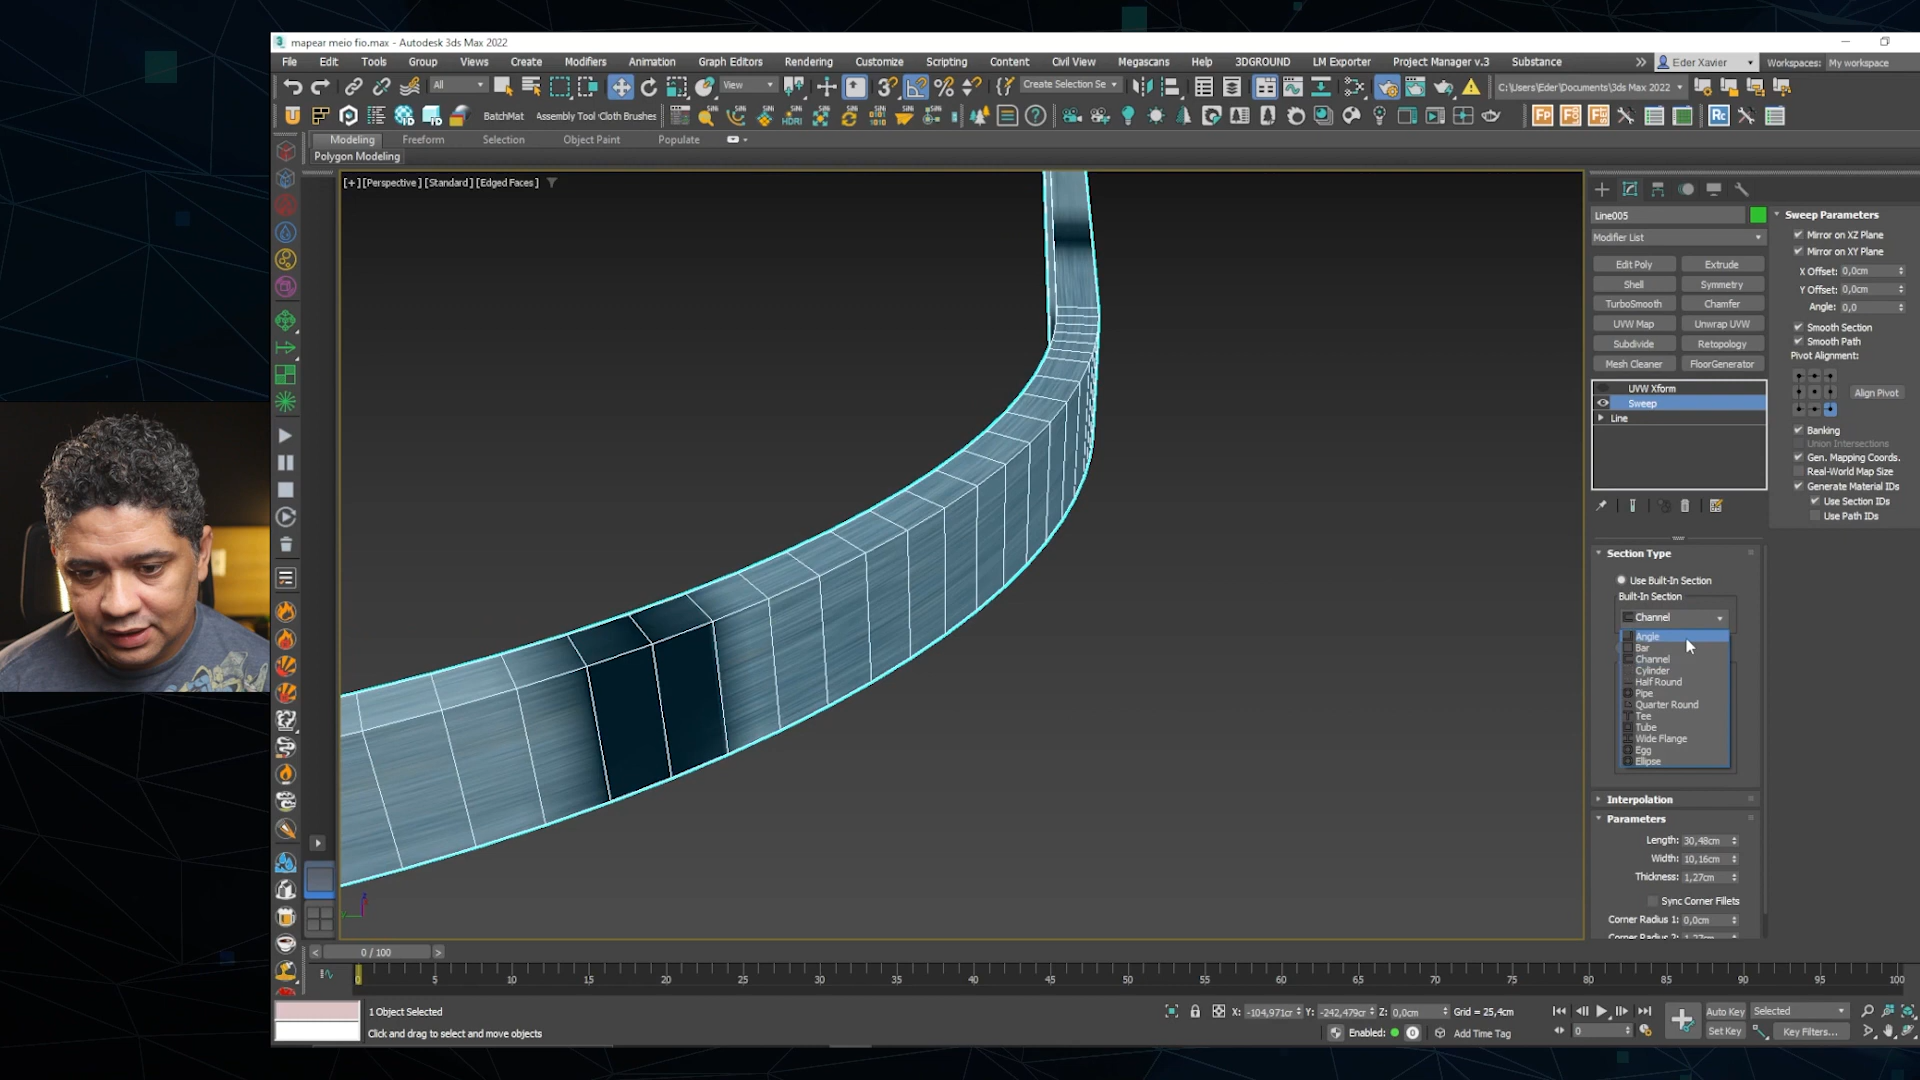 mapear meio fio.max - Autodesk 3ds Max 2022
File Edit Tools Group Views Create Modifiers Animation Graph Editors Rendering Customize Scripting Content Civil View Megascans Help 3DGROUND LM Exporter Project Manager v.3 Substance Eder Xavier Workspaces: My workspace
All View Create Selection Se C:\Users\Eder\Documents\3ds Max 2022
BatchMat Assembly Tool Cloth Brushes
Modeling Freeform Selection Object Paint Populate
Polygon Modeling
[+] [Perspective] [Standard] [Edged Faces]
Line005
Modifier List
Edit Poly Extrude
Shell Symmetry
TurboSmooth Chamfer
UVW Map Unwrap UVW
Subdivide Retopology
Mesh Cleaner FloorGenerator
UVW Xform
Sweep
Line
Sweep Parameters
Mirror on XZ Plane
Mirror on XY Plane
X Offset: 0,0cm
Y Offset: 0,0cm
Angle: 0,0
Smooth Section
Smooth Path
Pivot Alignment:
Align Pivot
Banking
Union Intersections
Gen. Mapping Coords.
Real-World Map Size
Generate Material IDs
Use Section IDs
Use Path IDs
Section Type
Use Built-In Section
Built-In Section
Channel
Angle
Bar
Channel
Cylinder
Half Round
Pipe
Quarter Round
Tee
Tube
Wide Flange
Egg
Ellipse
Interpolation
Parameters
Length: 30,48cm
Width: 10,16cm
Thickness: 1,27cm
Sync Corner Fillets
Corner Radius 1: 0,0cm
Corner Radius 2: 1,27cm
0 / 100
0 5 10 15 20 25 30 35 40 45 50 55 60 65 70 75 80 85 90 95 100
1 Object Selected
Click and drag to select and move objects
X: -104,971cr Y: -242,479cr Z: 0,0cm Grid = 25,4cm
Enabled: Add Time Tag
0
Auto Key Selected
Set Key Key Filters...